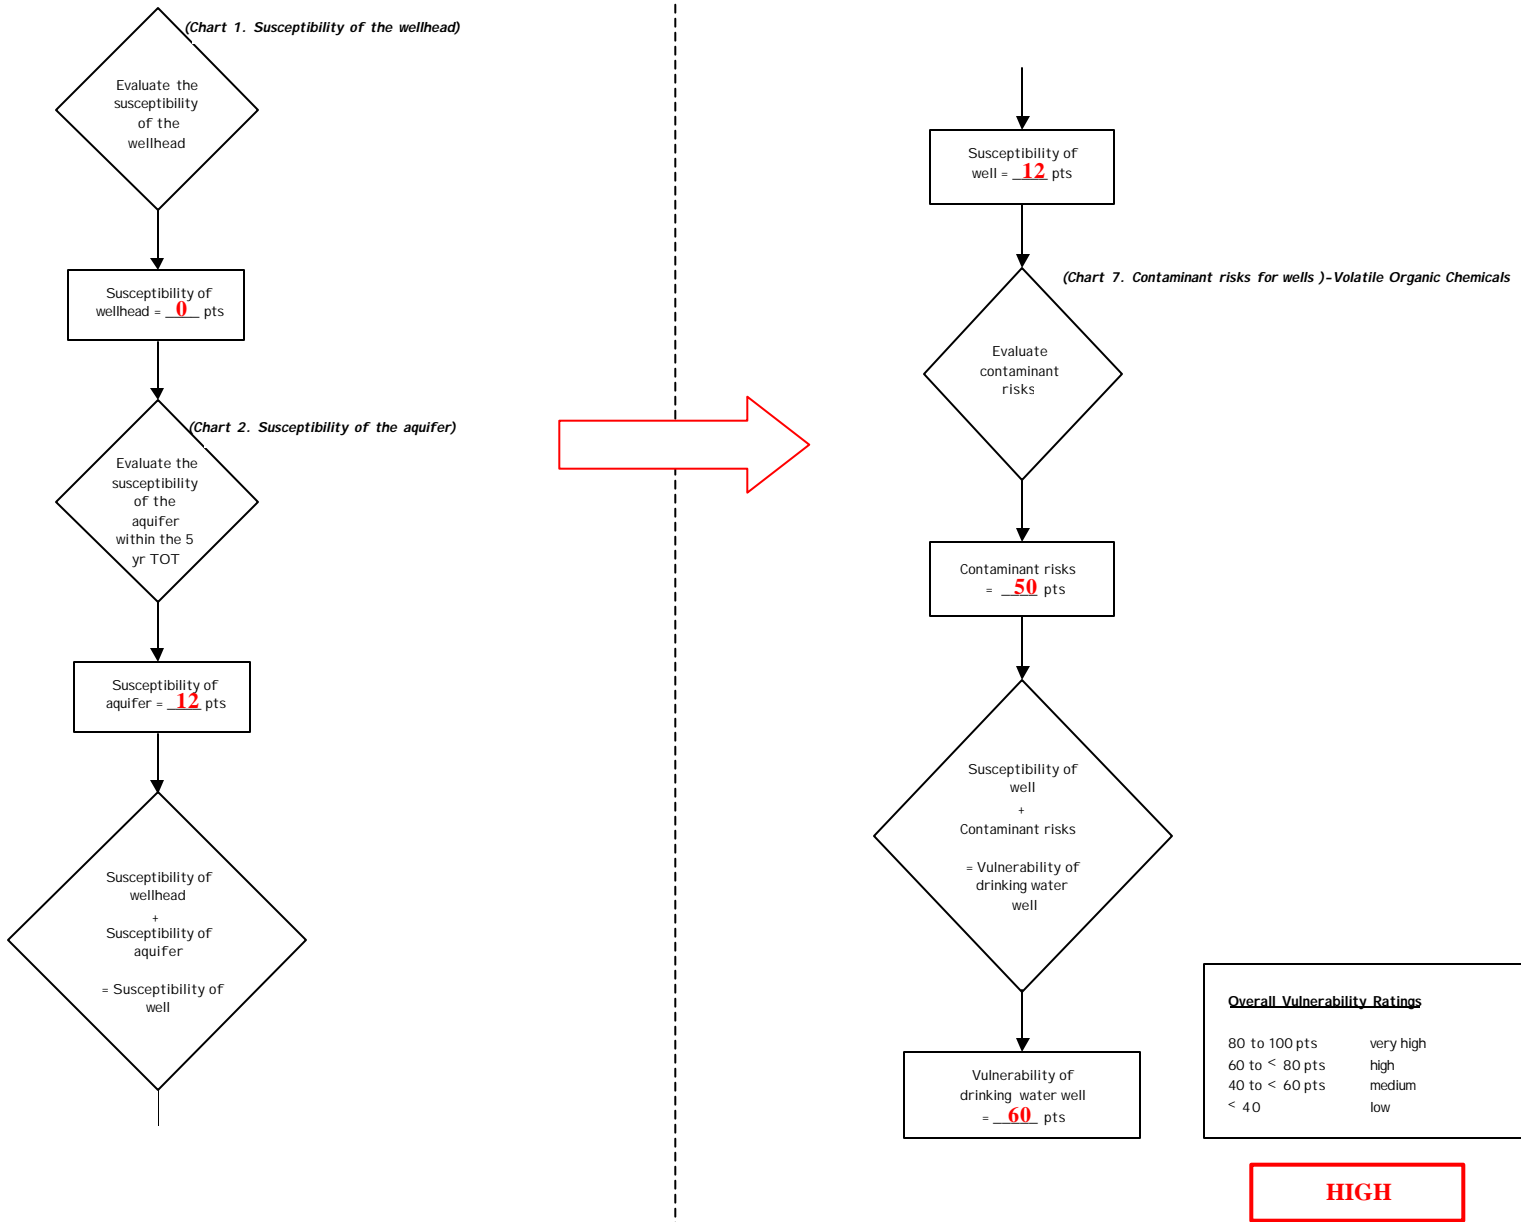 (Chart 1. Susceptibility of the wellhead)
Evaluate the
susceptibility
of the
wellhead
Susceptibility of
wellhead = 0 pts
(Chart 2. Susceptibility of the aquifer)
Evaluate the
susceptibility
of the
aquifer
within the 5
yr TOT
Susceptibility of
aquifer = 12 pts
Susceptibility of
wellhead
+
Susceptibility of
aquifer
= Susceptibility of
well
Susceptibility of
well = 12 pts
(Chart 7. Contaminant risks for wells )-Volatile Organic Chemicals
Evaluate
contaminant
risks
Contaminant risks
= 50 pts
Susceptibility of
well
+
Contaminant risks
= Vulnerability of
drinking water
well
Vulnerability of
drinking water well
= 60 pts
Overall Vulnerability Ratings
80 to 100 pts very high
60 to < 80 pts high
40 to < 60 pts medium
< 40 low
HIGH